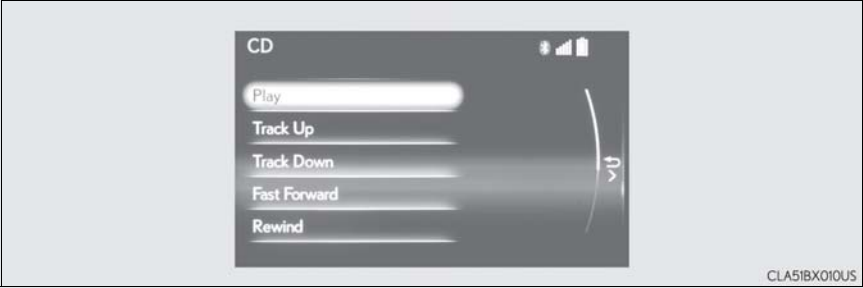 CD
Play
Track Up
Track Down
Fast Forward
Rewind
CLA51BX010US